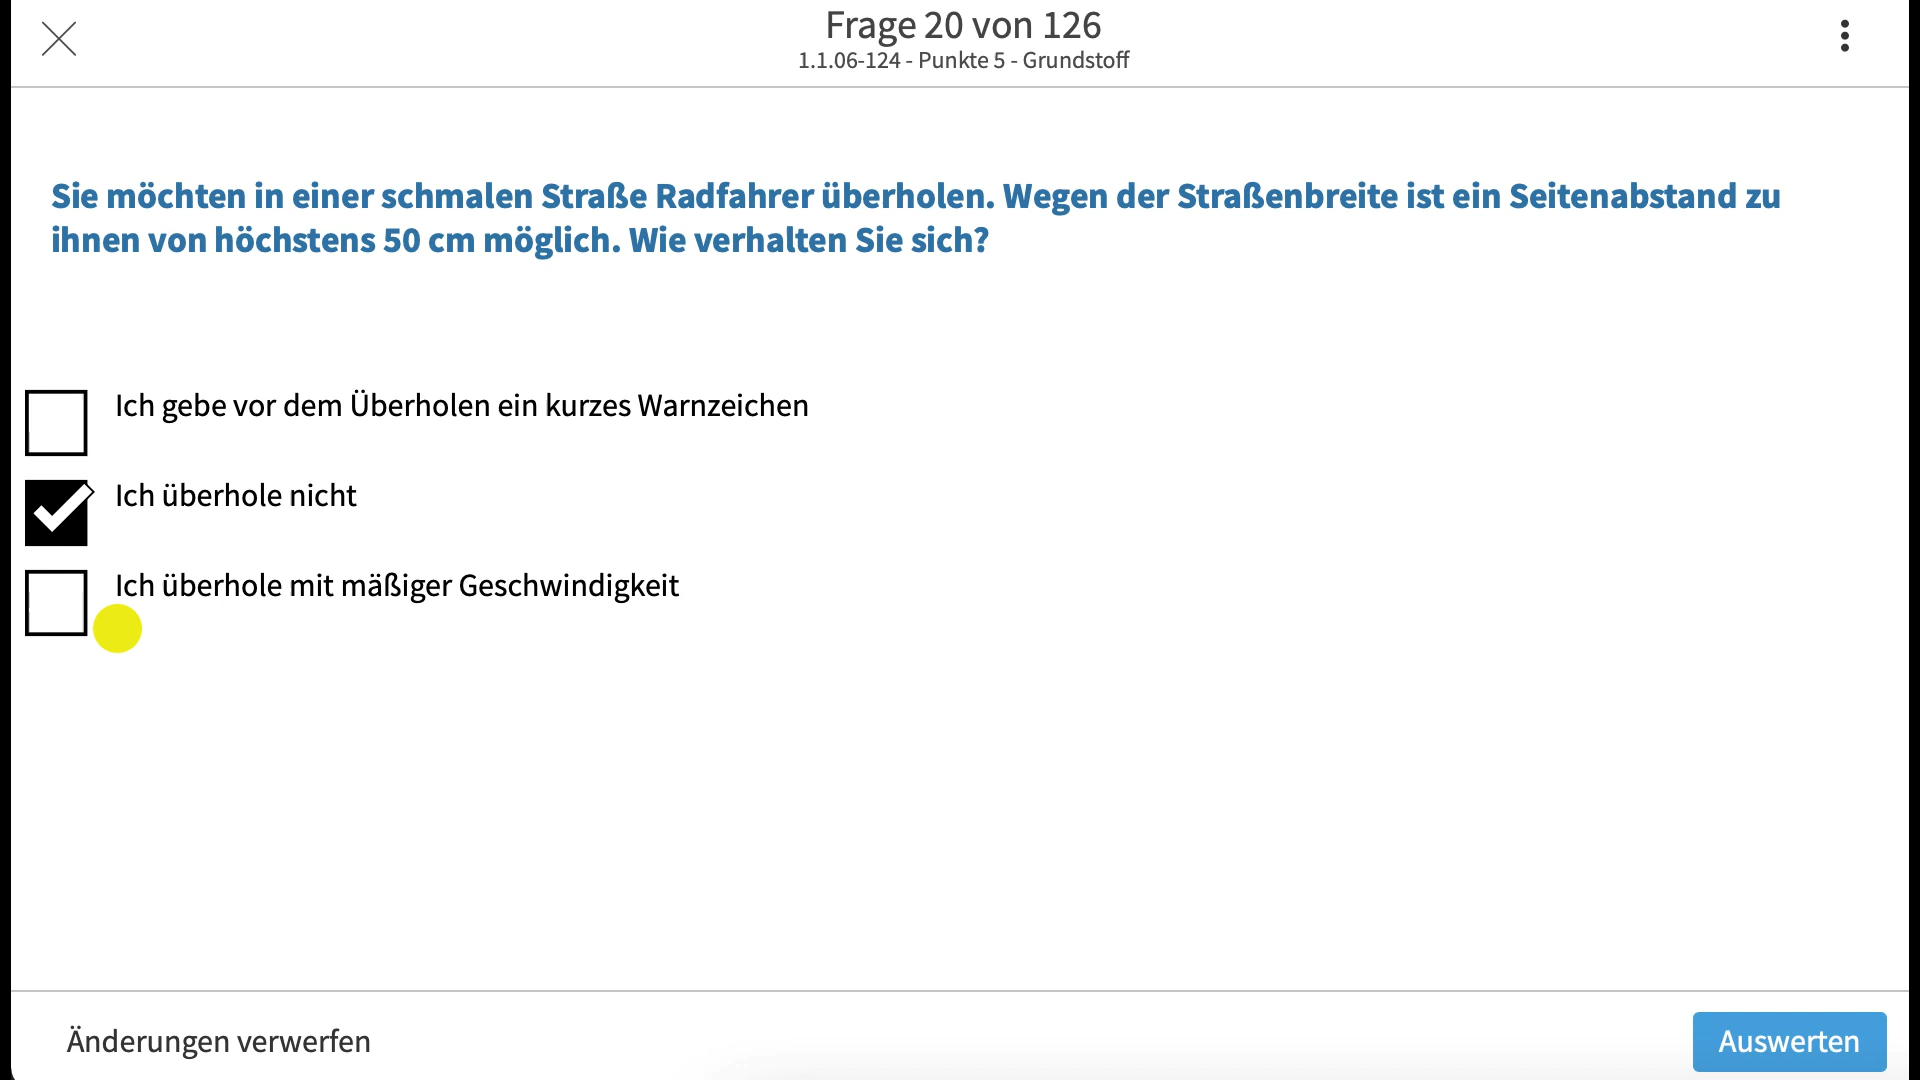 Frage 20 von 126
1.1.06-124 - Punkte 5 - Grundstoff
Sie möchten in einer schmalen Straße Radfahrer überholen. Wegen der Straßenbreite ist ein Seitenabstand zu
ihnen von höchstens 50 cm möglich. Wie verhalten Sie sich?
Ich gebe vor dem Überholen ein kurzes Warnzeichen
Ich überhole nicht
Ich überhole mit mäßiger Geschwindigkeit
Änderungen verwerfen
Auswerten